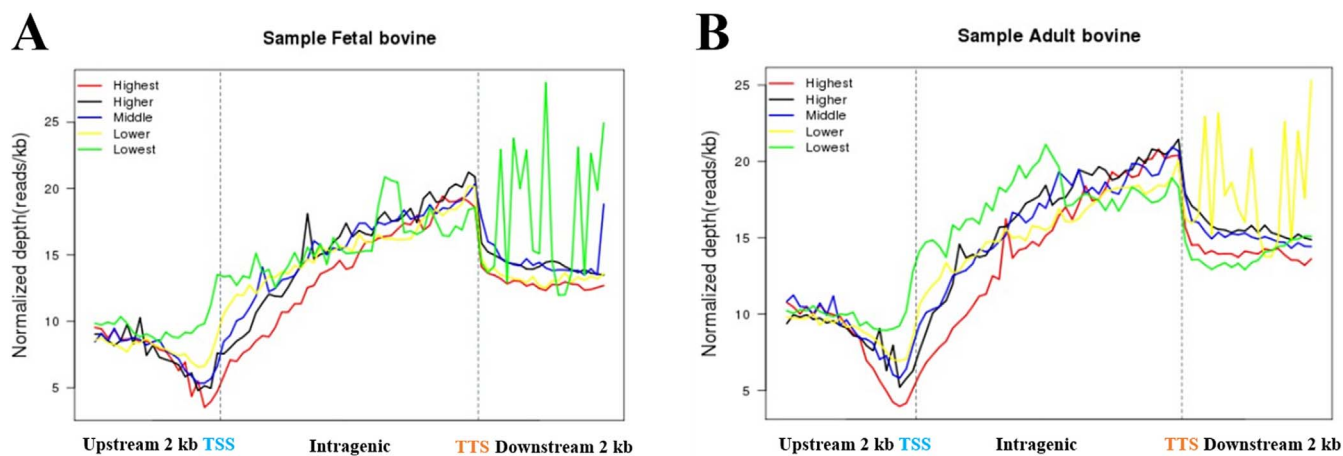 A
Sample Fetal bovine
Highest
Higher
Middle
Lower
Lowest
Normalized depth(reads/kb)
25
20
15
10
5
Upstream 2 kb TSS Intragenic TTS Downstream 2 kb
B
Sample Adult bovine
Highest
Higher
Middle
Lower
Lowest
Normalized depth(reads/kb)
25
20
15
10
5
Upstream 2 kb TSS Intragenic TTS Downstream 2 kb